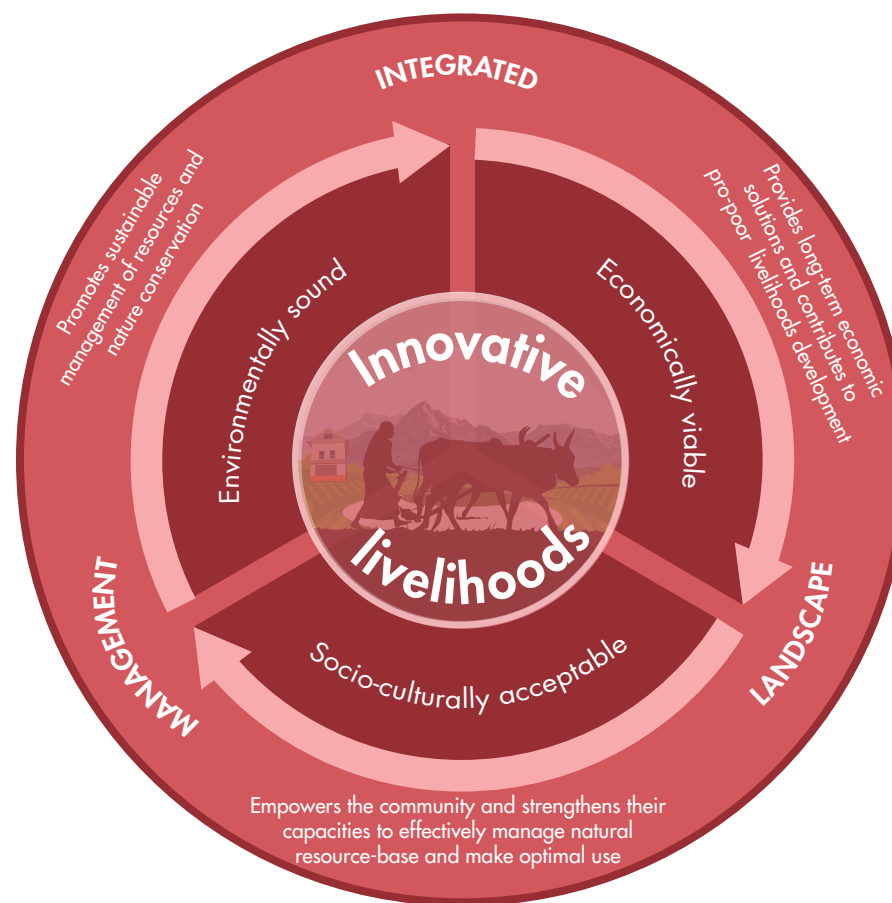 INTEGRATED
LANDSCAPE
MANAGEMENT
Provides long-term economic
solutions and contributes to
pro-poor livelihoods development
Empowers the community and strengthens their
capacities to effectively manage natural
resource-base and make optimal use
Promotes sustainable
management of resources and
nature conservation
Economically viable
Socio-culturally acceptable
Environmentally sound
Innovative
livelihoods